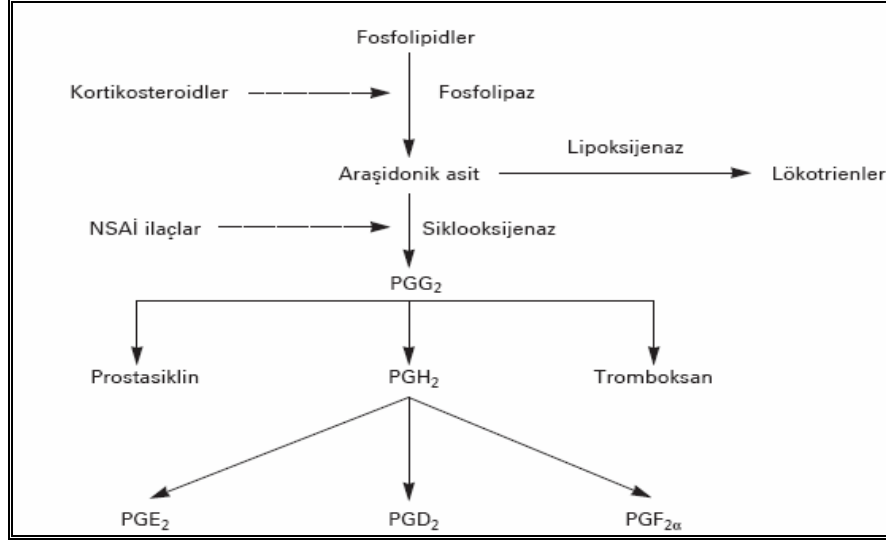 Fosfolipidler
Kortikosteroidler
Fosfolipaz
Lipoksijenaz
Araşidonik asit
Lökotrienler
NSAİ ilaçlar
Siklooksijenaz
PGG₂
Prostasiklin
PGH₂
Tromboksan
PGE₂
PGD₂
PGF₂α